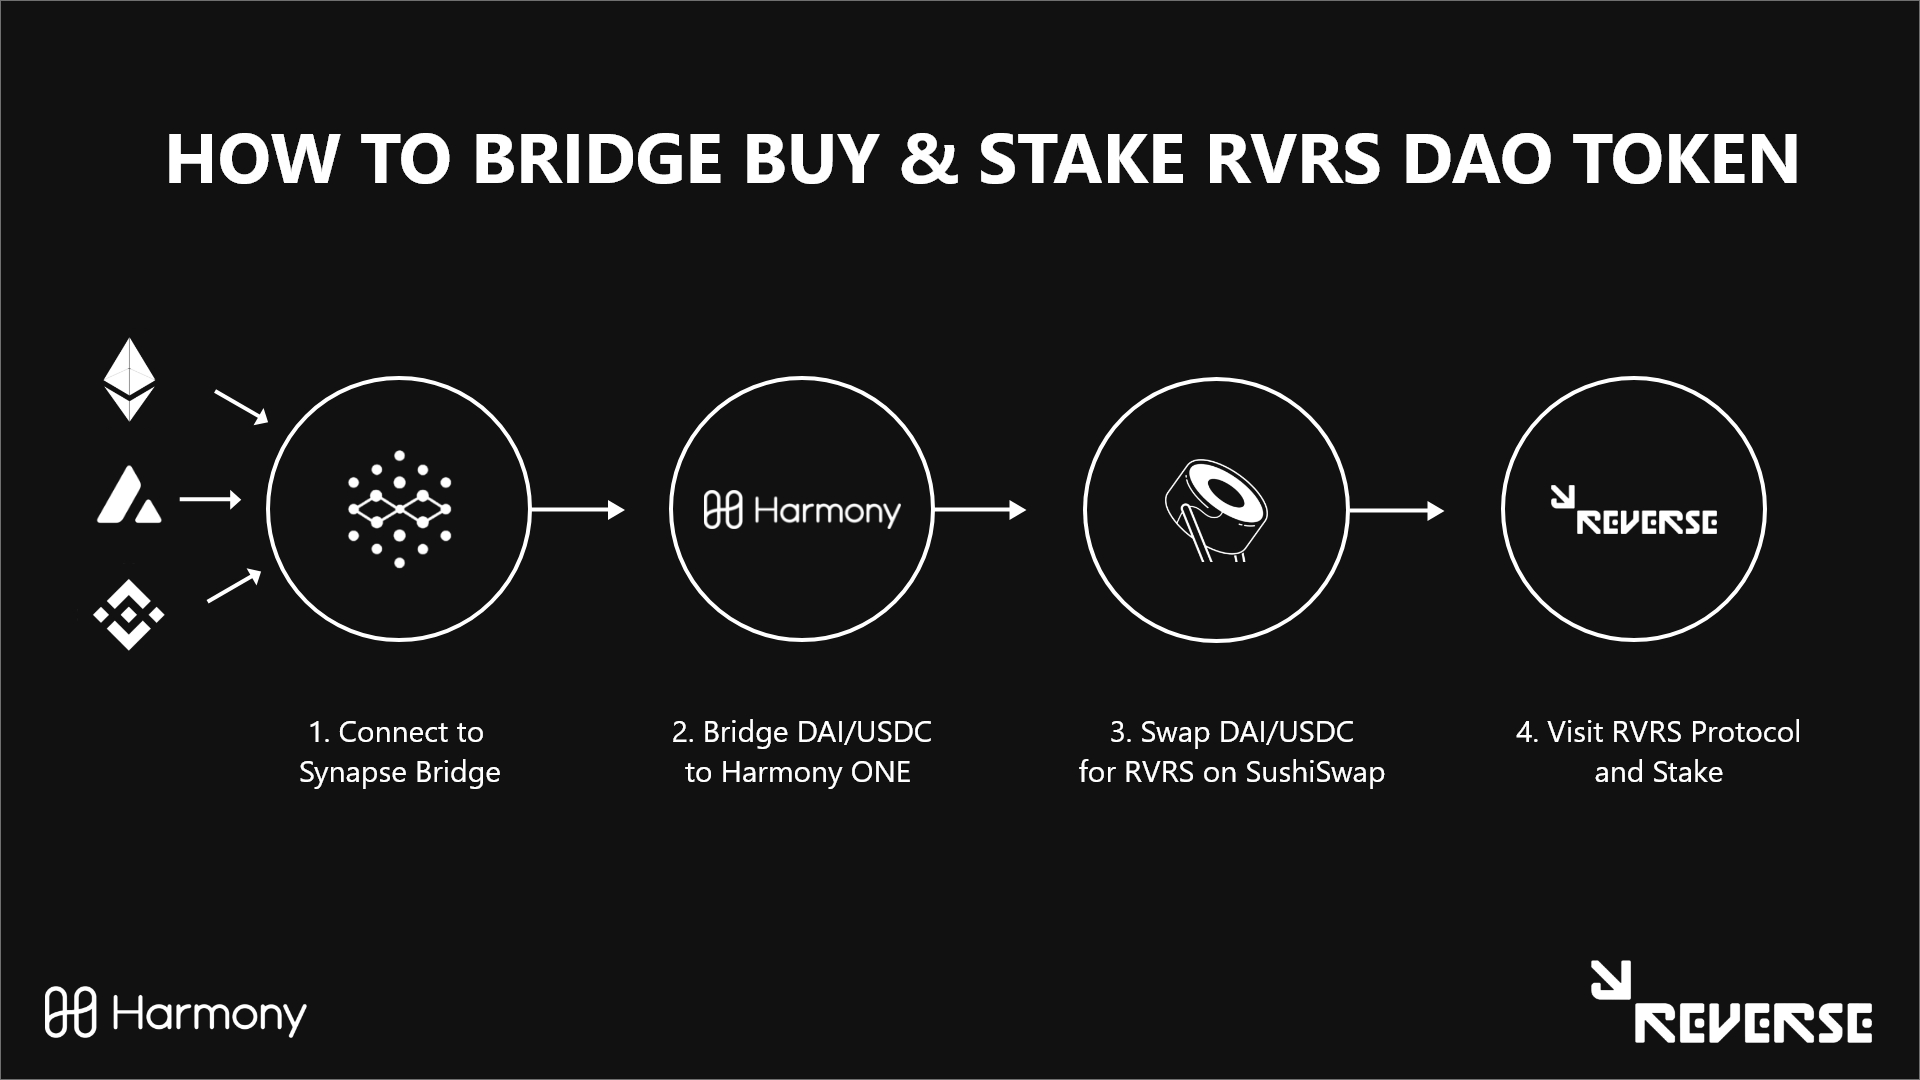 HOW TO BRIDGE BUY & STAKE RVRS DAO TOKEN
Harmony
REVERSE
1. Connect to
Synapse Bridge
2. Bridge DAI/USDC
to Harmony ONE
3. Swap DAI/USDC
for RVRS on SushiSwap
4. Visit RVRS Protocol
and Stake
Harmony
REVERSE